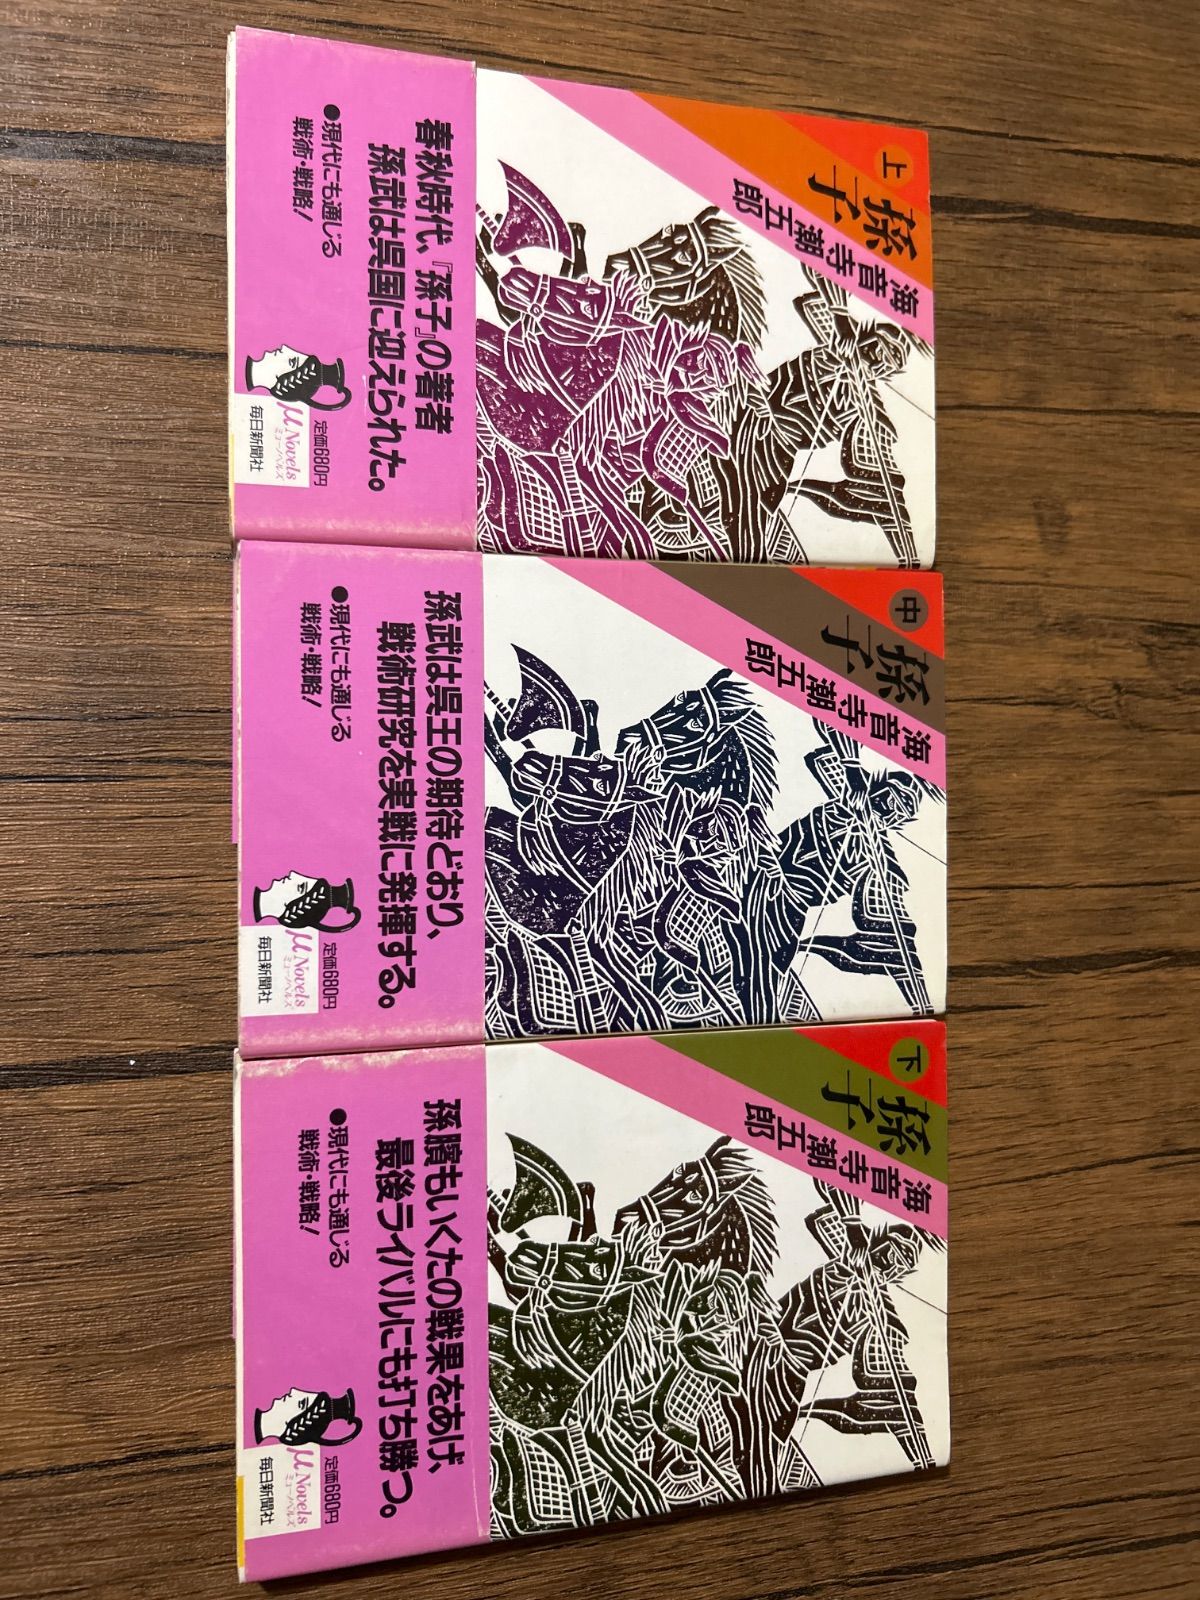 上
孫子
海音寺潮五郎
春秋時代、『孫子』の著者
孫武は呉国に迎えられた。
●現代にも通じる
戦術・戦略！
定価680円
μ Novels
ミューノベルズ
毎日新聞社
中
孫子
海音寺潮五郎
孫武は呉王の期待どおり、
戦術研究を実戦に発揮する。
●現代にも通じる
戦術・戦略！
定価680円
μ Novels
ミューノベルズ
毎日新聞社
下
孫子
海音寺潮五郎
孫臏もいくたの戦果をあげ、
最後ライバルにも打ち勝つ。
●現代にも通じる
戦術・戦略！
定価680円
μ Novels
ミューノベルズ
毎日新聞社